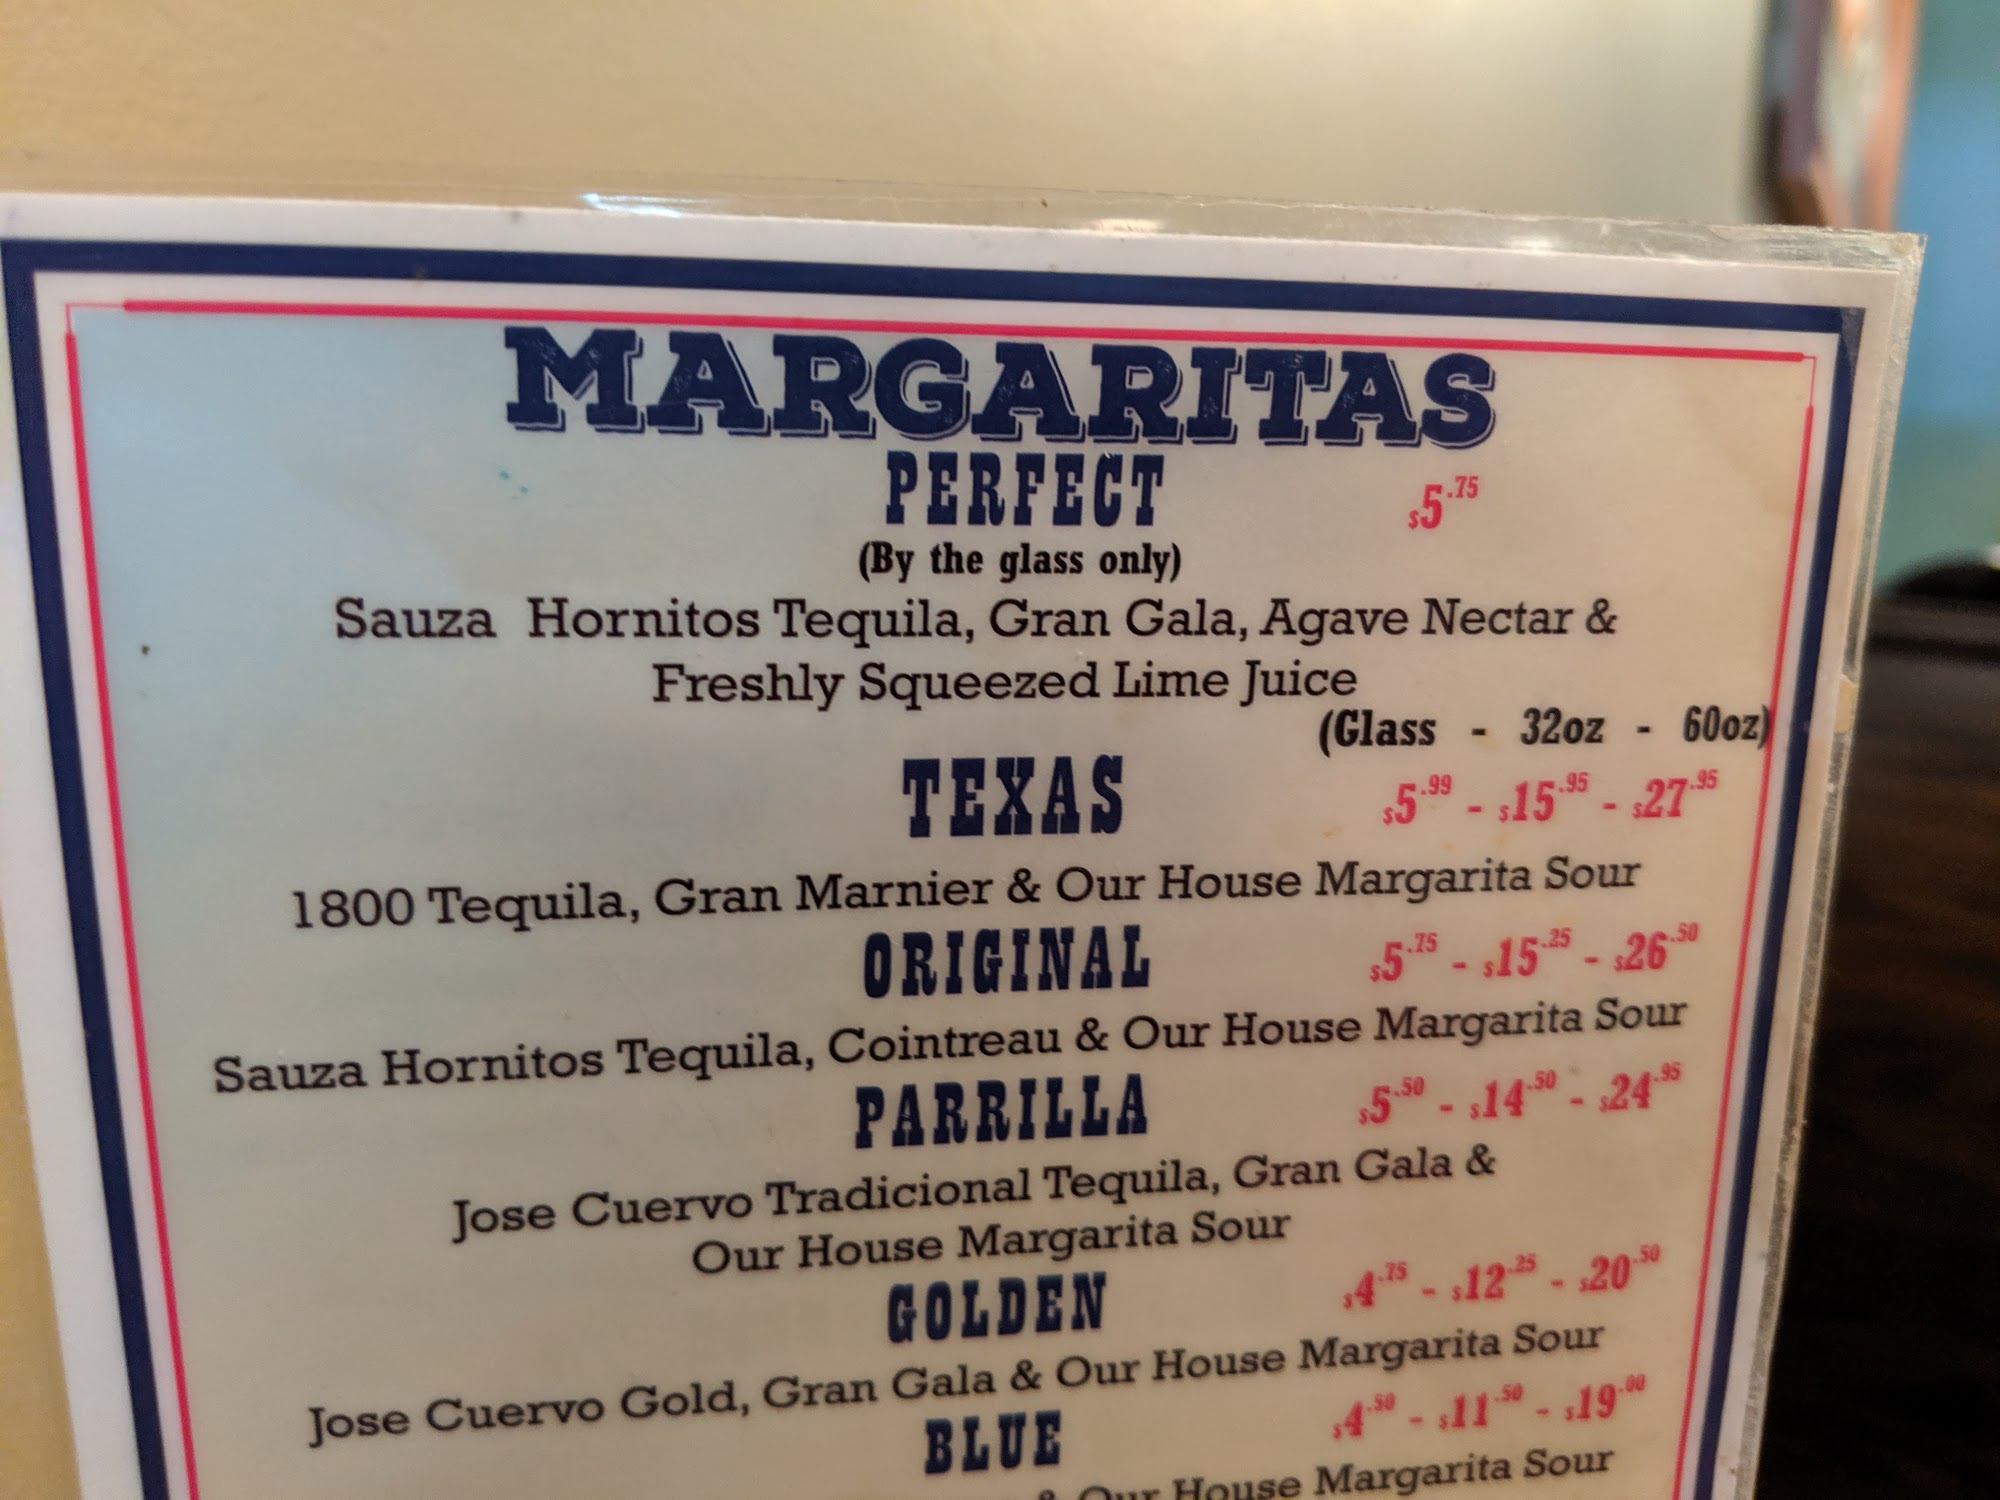 MARGARITAS
PERFECT $5.75
(By the glass only)
Sauza Hornitos Tequila, Gran Gala, Agave Nectar &
Freshly Squeezed Lime Juice
(Glass - 32oz - 60oz)
TEXAS $5.99 - $15.95 - $27.95
1800 Tequila, Gran Marnier & Our House Margarita Sour
ORIGINAL $5.75 - $15.25 - $26.50
Sauza Hornitos Tequila, Cointreau & Our House Margarita Sour
PARRILLA $5.50 - $14.50 - $24.95
Jose Cuervo Tradicional Tequila, Gran Gala &
Our House Margarita Sour
GOLDEN $4.75 - $12.25 - $20.50
Jose Cuervo Gold, Gran Gala & Our House Margarita Sour
BLUE $4.50 - $11.50 - $19.00
& Our House Margarita Sour